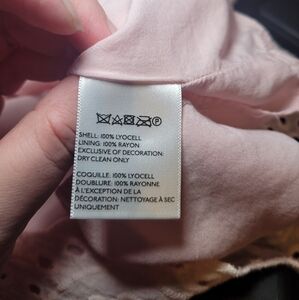 SHELL: 100% LYOCELL
LINING: 100% RAYON
EXCLUSIVE OF DECORATION:
DRY CLEAN ONLY
COQUILLE: 100% LYOCELL
DOUBLURE: 100% RAYONNE
À L'EXCEPTION DE LA
DÉCORATION: NETTOYAGE À SEC
UNIQUEMENT